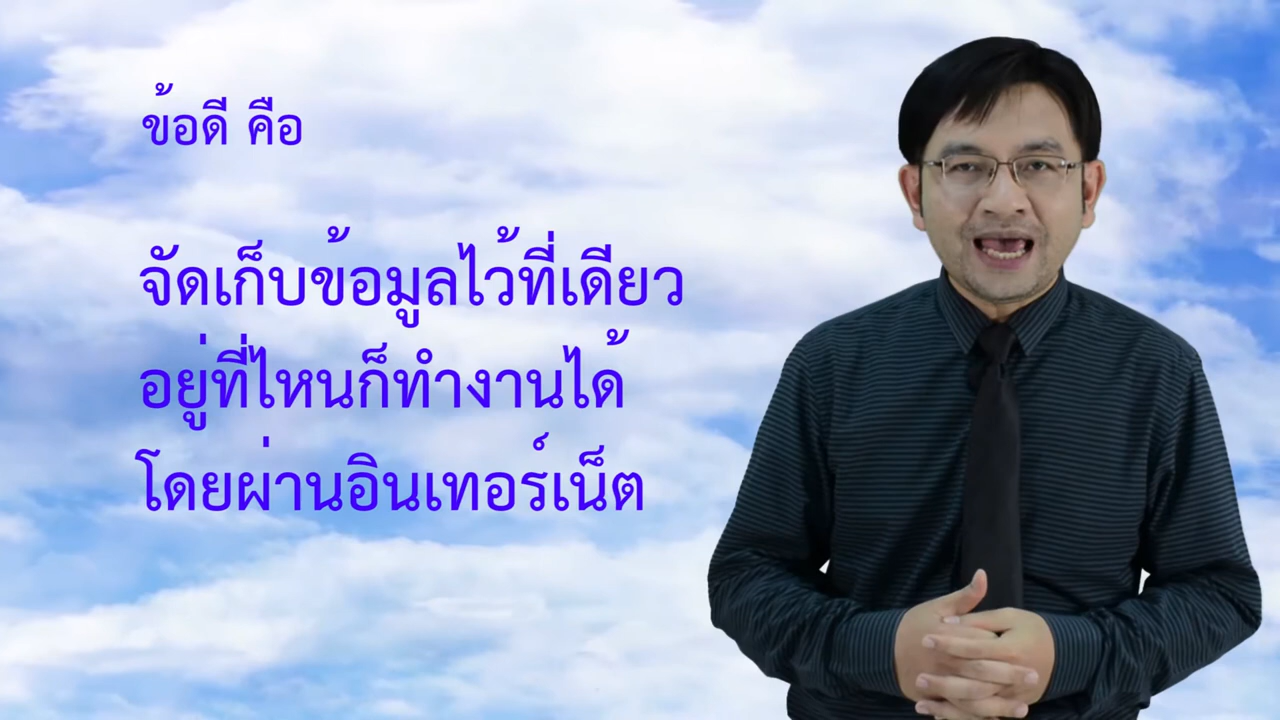 ข้อดี คือ
จัดเก็บข้อมูลไว้ที่เดียว
อยู่ที่ไหนก็ทำงานได้
โดยผ่านอินเทอร์เน็ต